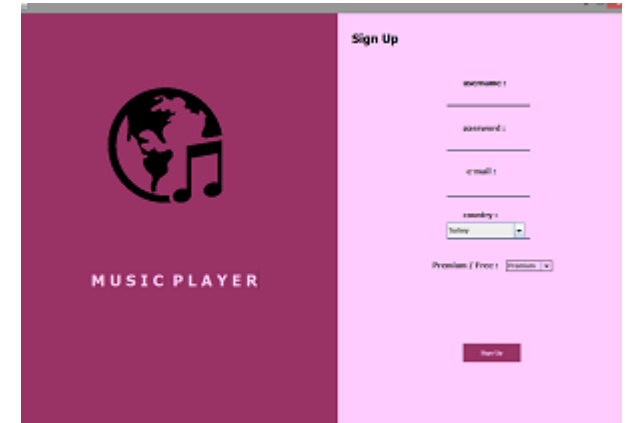 Sign Up
username :
password :
e-mail :
country :
Turkey
Premium / Free : Premium
MUSIC PLAYER
Sign Up